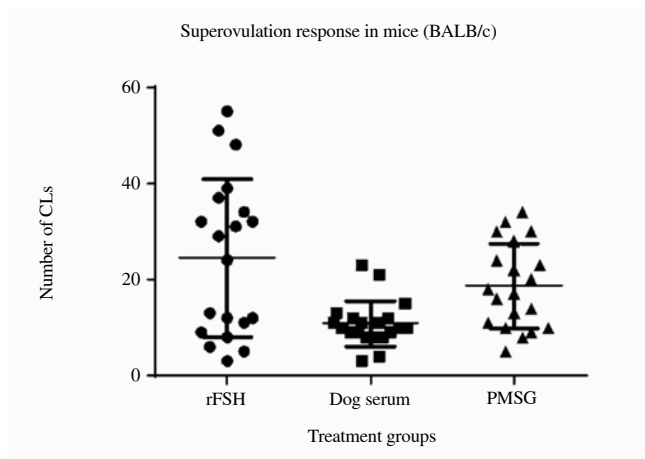 Superovulation response in mice (BALB/c)
60
40
20
0
Number of CLs
rFSH
Dog serum
PMSG
Treatment groups